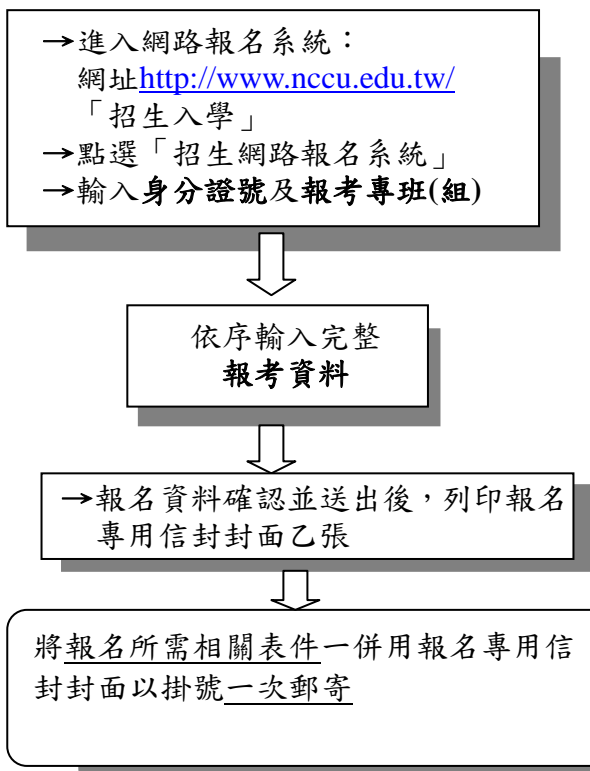 →進入網路報名系統：
網址http://www.nccu.edu.tw/
「招生入學」
→點選「招生網路報名系統」
→輸入身分證號及報考專班(組)
依序輸入完整
報考資料
→報名資料確認並送出後，列印報名
專用信封封面乙張
將報名所需相關表件一併用報名專用信
封封面以掛號一次郵寄